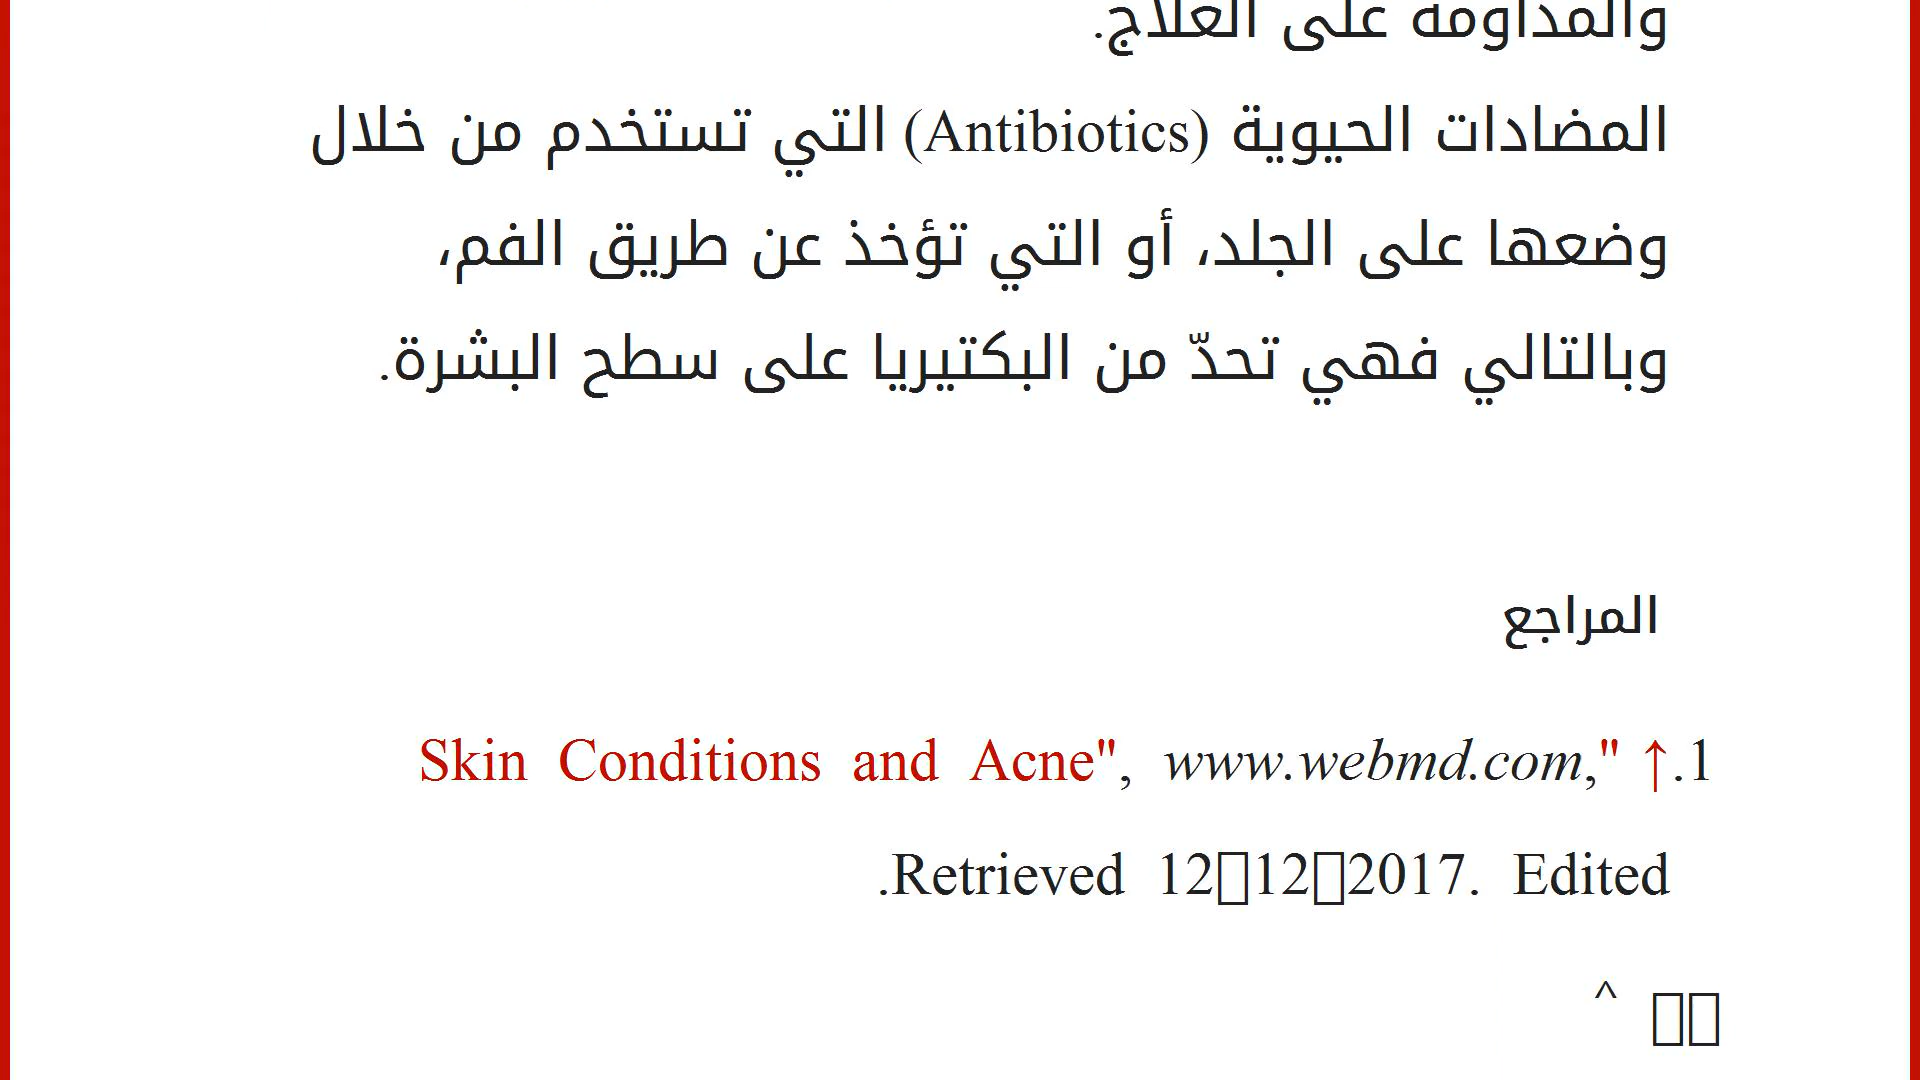 والمداومة على العلاج.
المضادات الحيوية (Antibiotics) التي تستخدم من خلال
وضعها على الجلد، أو التي تؤخذ عن طريق الفم،
وبالتالي فهي تحدّ من البكتيريا على سطح البشرة.
المراجع
1.↑ "Skin Conditions and Acne", www.webmd.com,
Retrieved 12▯12▯2017. Edited.
▯▯ ^